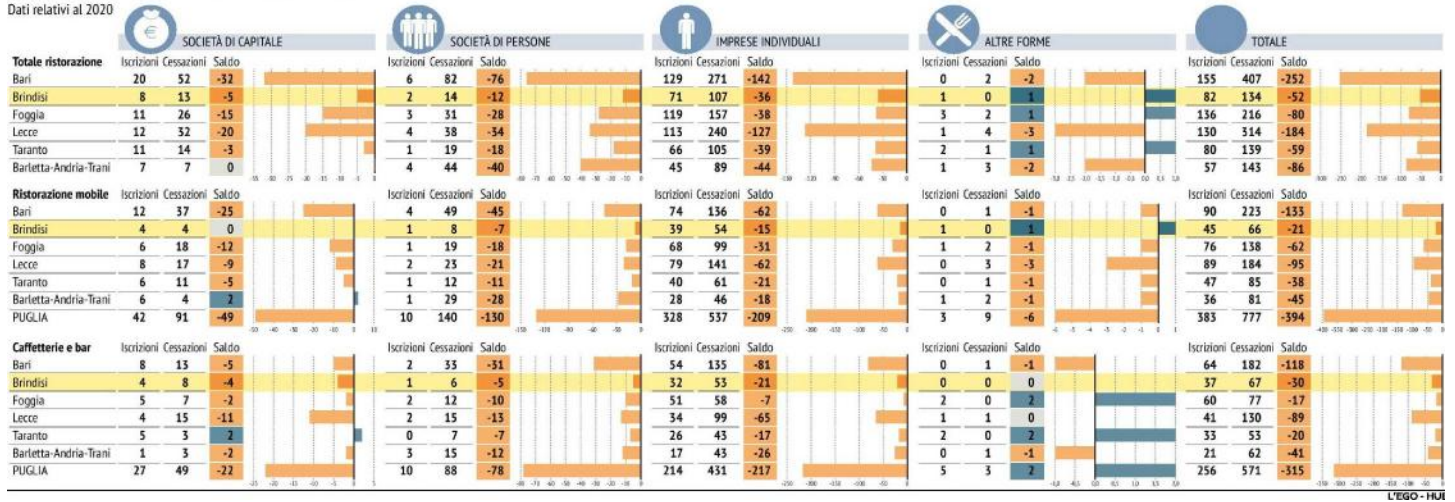 Dati relativi al 2020
SOCIETÀ DI CAPITALE SOCIETÀ DI PERSONE IMPRESE INDIVIDUALI ALTRE FORME TOTALE
Totale ristorazione Iscrizioni Cessazioni Saldo Iscrizioni Cessazioni Saldo Iscrizioni Cessazioni Saldo Iscrizioni Cessazioni Saldo Iscrizioni Cessazioni Saldo
Bari 20 52 -32 6 82 -76 129 271 -142 0 2 -2 155 407 -252
Brindisi 8 13 -5 2 14 -12 71 107 -36 1 0 1 82 134 -52
Foggia 11 26 -15 3 31 -28 119 157 -38 3 2 1 136 216 -80
Lecce 12 32 -20 4 38 -34 113 240 -127 1 4 -3 130 314 -184
Taranto 11 14 -3 1 19 -18 66 105 -39 2 1 1 80 139 -59
Barletta-Andria-Trani 7 7 0 4 44 -40 45 89 -44 1 3 -2 57 143 -86
Ristorazione mobile Iscrizioni Cessazioni Saldo Iscrizioni Cessazioni Saldo Iscrizioni Cessazioni Saldo Iscrizioni Cessazioni Saldo Iscrizioni Cessazioni Saldo
Bari 12 37 -25 4 49 -45 74 136 -62 0 1 -1 90 223 -133
Brindisi 4 4 0 1 8 -7 39 54 -15 1 0 1 45 66 -21
Foggia 6 18 -12 1 19 -18 68 99 -31 1 2 -1 76 138 -62
Lecce 8 17 -9 2 23 -21 79 141 -62 0 3 -3 89 184 -95
Taranto 6 11 -5 1 12 -11 40 61 -21 0 1 -1 47 85 -38
Barletta-Andria-Trani 6 4 2 1 29 -28 28 46 -18 1 2 -1 36 81 -45
PUGLIA 42 91 -49 10 140 -130 328 537 -209 3 9 -6 383 777 -394
Caffetterie e bar Iscrizioni Cessazioni Saldo Iscrizioni Cessazioni Saldo Iscrizioni Cessazioni Saldo Iscrizioni Cessazioni Saldo Iscrizioni Cessazioni Saldo
Bari 8 13 -5 2 33 -31 54 135 -81 0 1 -1 64 182 -118
Brindisi 4 8 -4 1 6 -5 32 53 -21 0 0 0 37 67 -30
Foggia 5 7 -2 2 12 -10 51 58 -7 2 0 2 60 77 -17
Lecce 4 15 -11 2 15 -13 34 99 -65 1 1 0 41 130 -89
Taranto 5 3 2 0 7 -7 26 43 -17 2 0 2 33 53 -20
Barletta-Andria-Trani 1 3 -2 3 15 -12 17 43 -26 0 1 -1 21 62 -41
PUGLIA 27 49 -22 10 88 -78 214 431 -217 5 3 2 256 571 -315
L'EGO - HUB